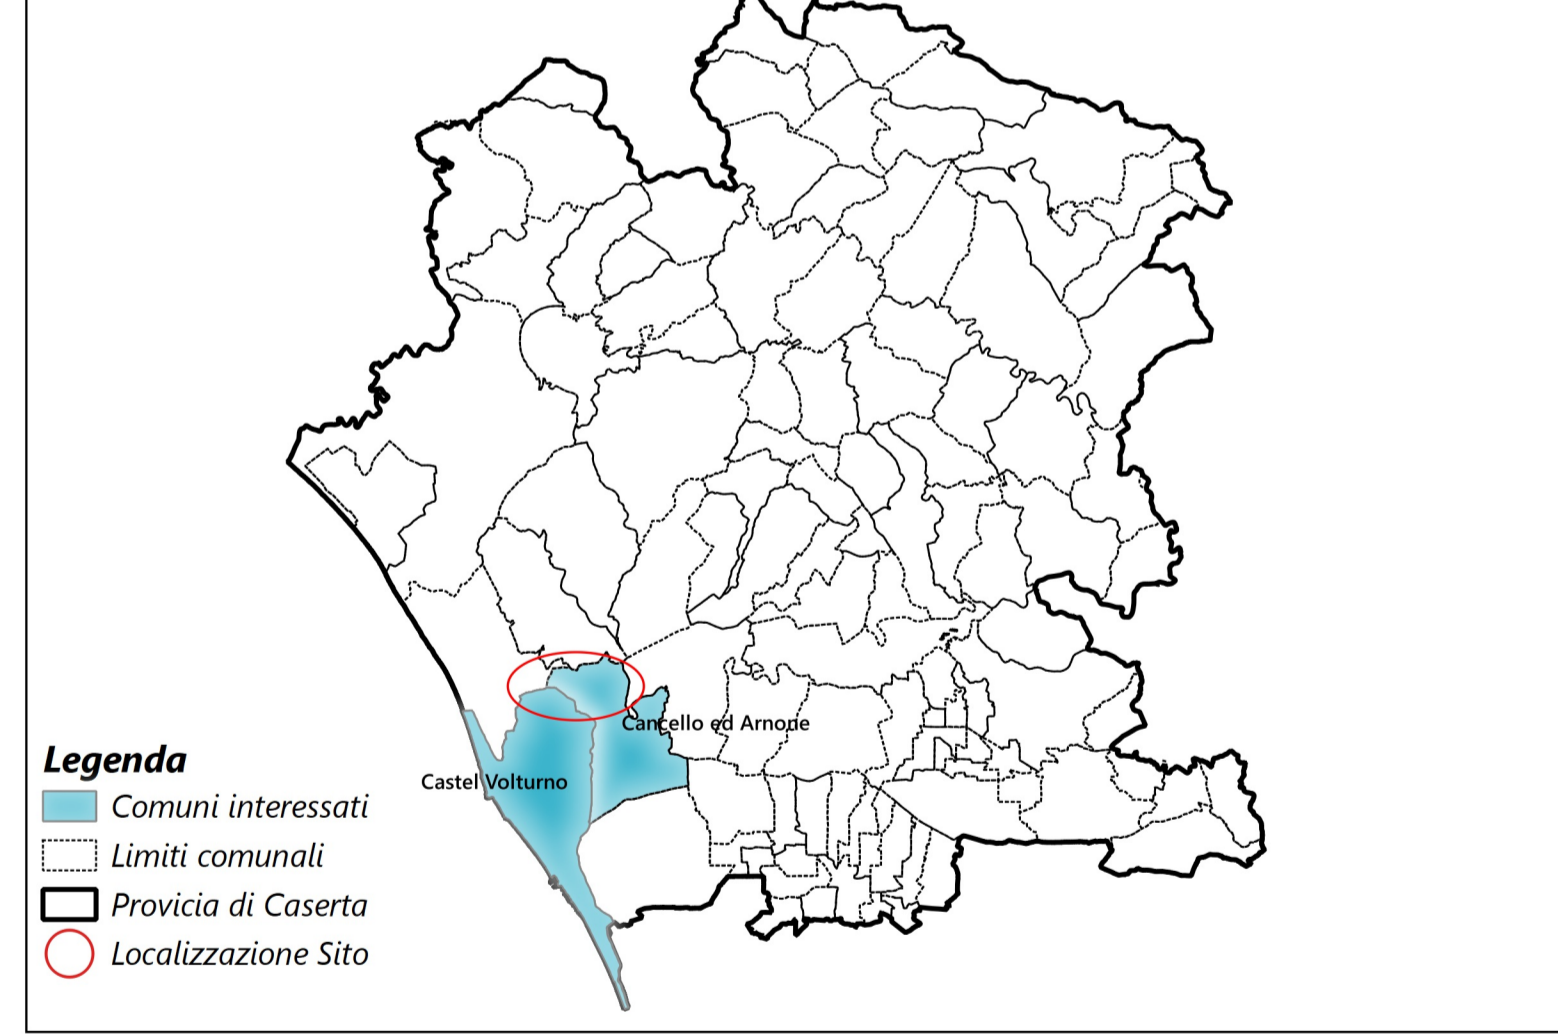 Cancello ed Arnone
Castel Volturno
Legenda
Comuni interessati
Limiti comunali
Provicia di Caserta
Localizzazione Sito